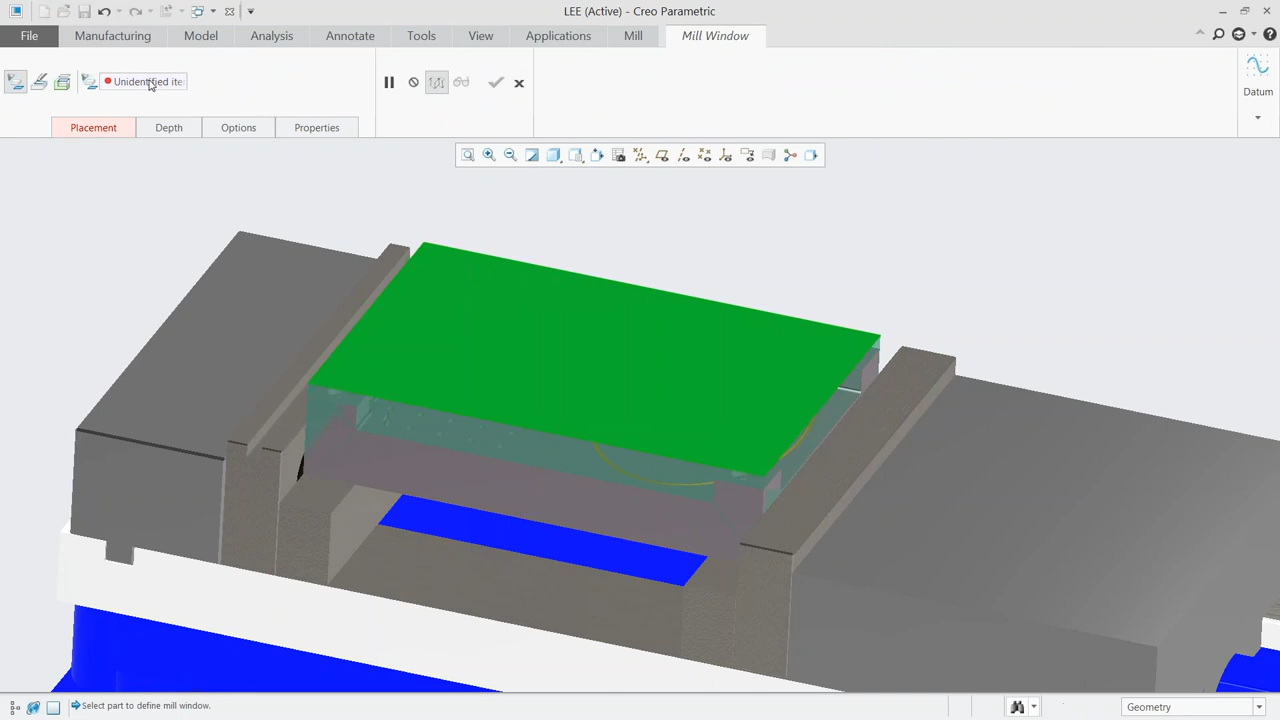 LEE (Active) - Creo Parametric
File Manufacturing Model Analysis Annotate Tools View Applications Mill Mill Window
Unidentified ite
Datum
Placement Depth Options Properties
Select part to define mill window.
Geometry